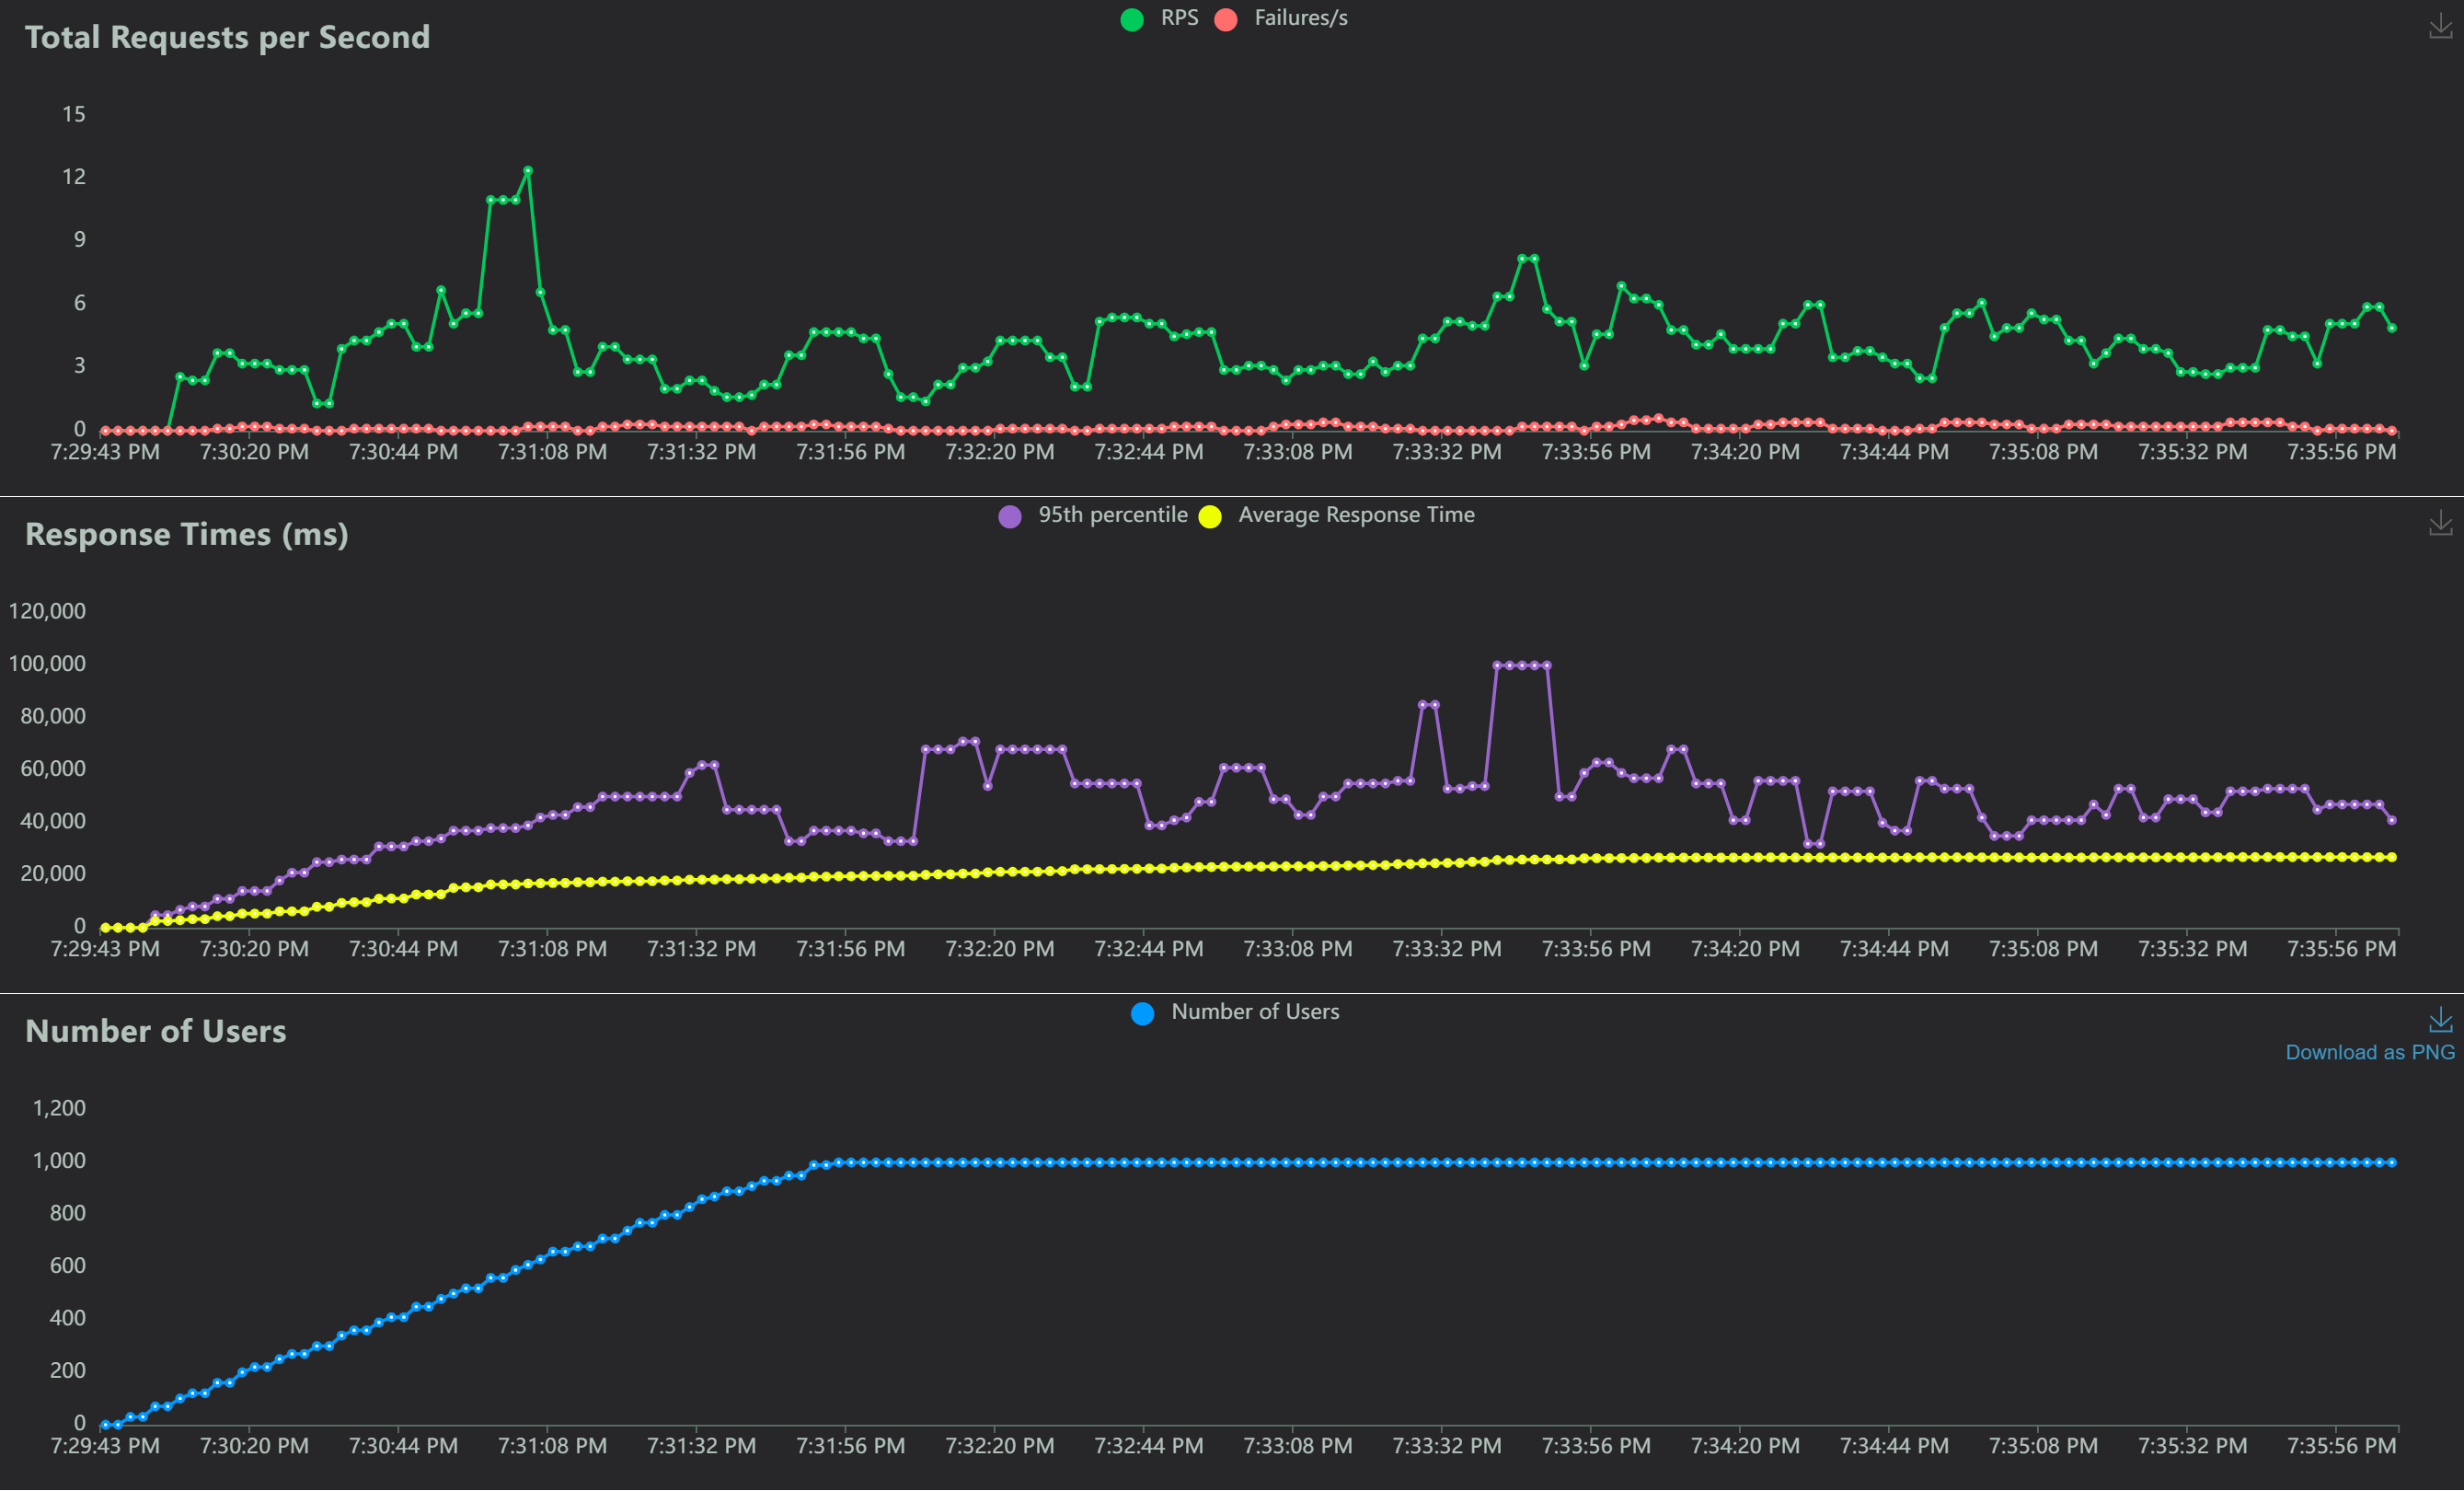 Total Requests per Second
RPS Failures/s
15
12
9
6
3
0
7:29:43 PM 7:30:20 PM 7:30:44 PM 7:31:08 PM 7:31:32 PM 7:31:56 PM 7:32:20 PM 7:32:44 PM 7:33:08 PM 7:33:32 PM 7:33:56 PM 7:34:20 PM 7:34:44 PM 7:35:08 PM 7:35:32 PM 7:35:56 PM
Response Times (ms)
95th percentile Average Response Time
120,000
100,000
80,000
60,000
40,000
20,000
0
7:29:43 PM 7:30:20 PM 7:30:44 PM 7:31:08 PM 7:31:32 PM 7:31:56 PM 7:32:20 PM 7:32:44 PM 7:33:08 PM 7:33:32 PM 7:33:56 PM 7:34:20 PM 7:34:44 PM 7:35:08 PM 7:35:32 PM 7:35:56 PM
Number of Users
Number of Users
Download as PNG
1,200
1,000
800
600
400
200
0
7:29:43 PM 7:30:20 PM 7:30:44 PM 7:31:08 PM 7:31:32 PM 7:31:56 PM 7:32:20 PM 7:32:44 PM 7:33:08 PM 7:33:32 PM 7:33:56 PM 7:34:20 PM 7:34:44 PM 7:35:08 PM 7:35:32 PM 7:35:56 PM